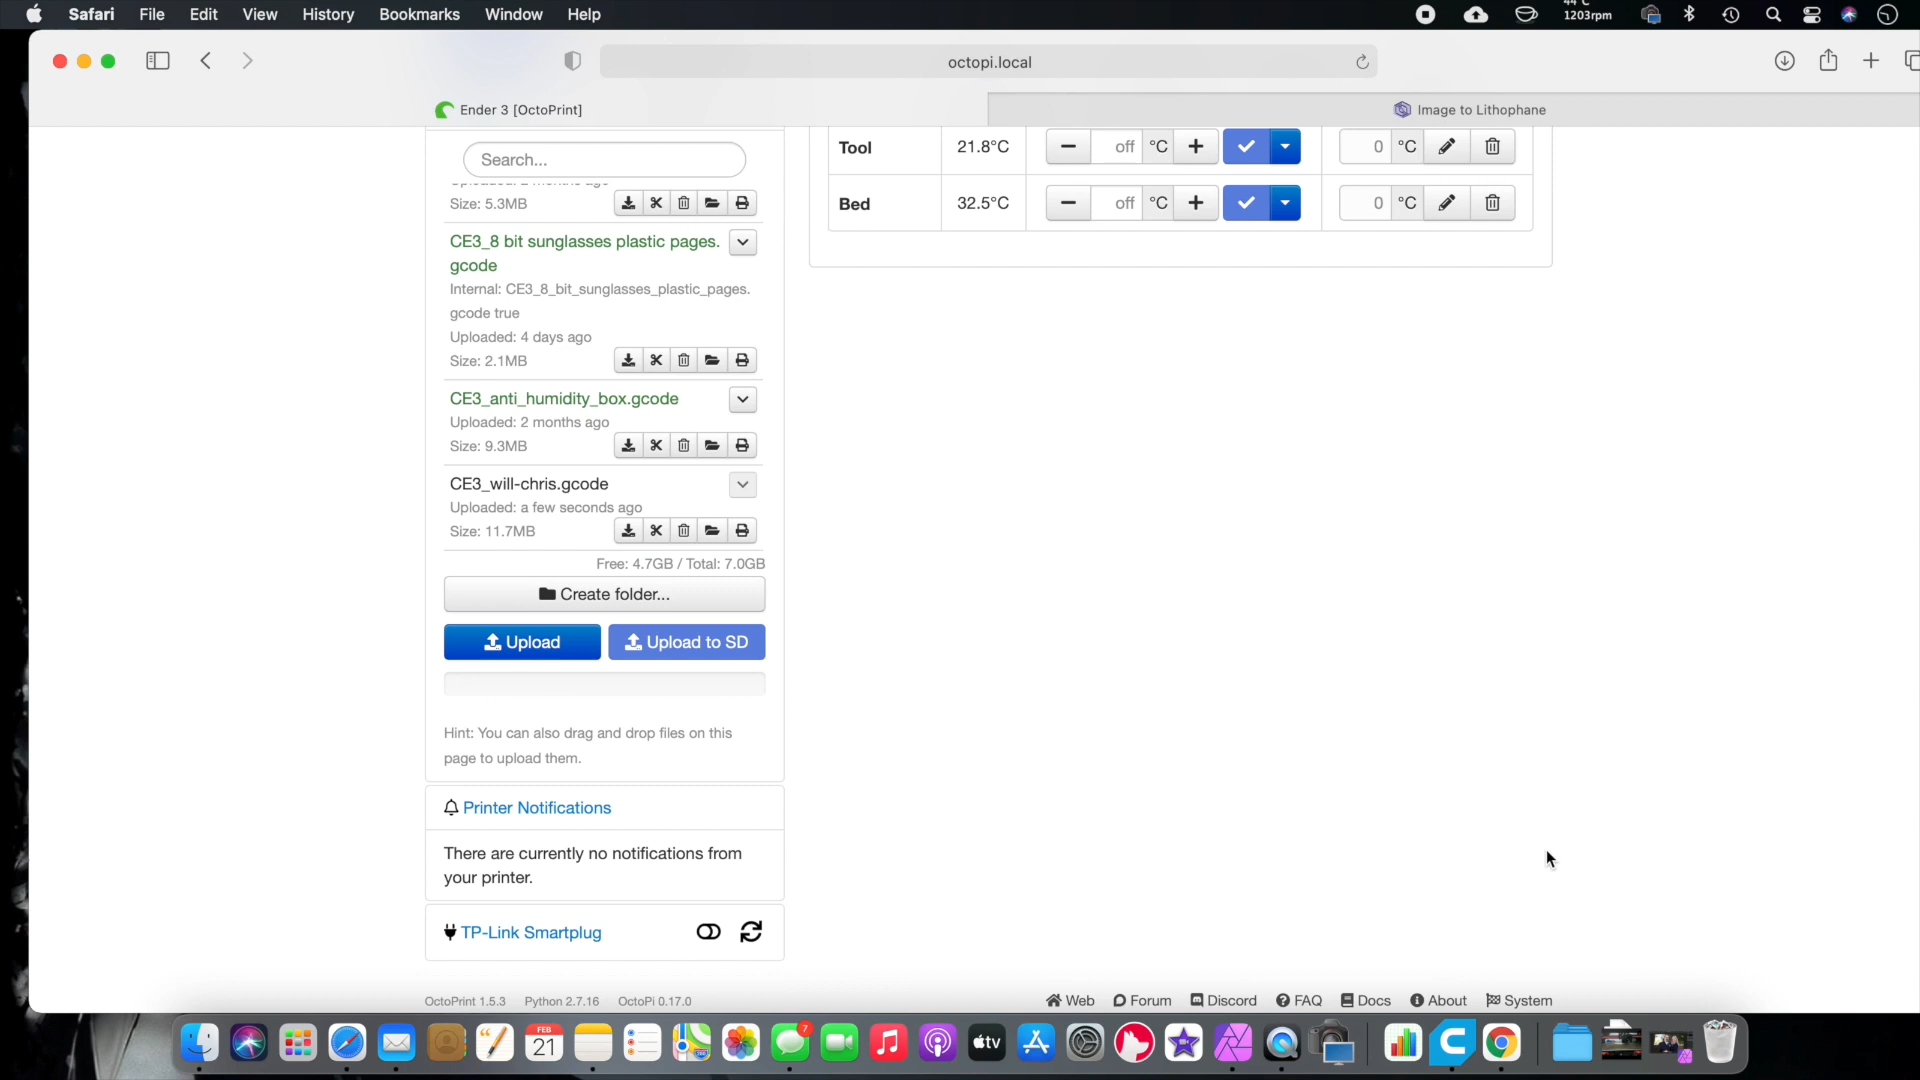 Safari File Edit View History Bookmarks Window Help
1203rpm
octopi.local
Ender 3 [OctoPrint]
Image to Lithophane
Search...
Size: 5.3MB
CE3_8 bit sunglasses plastic pages.
gcode
Internal: CE3_8_bit_sunglasses_plastic_pages.
gcode true
Uploaded: 4 days ago
Size: 2.1MB
CE3_anti_humidity_box.gcode
Uploaded: 2 months ago
Size: 9.3MB
CE3_will-chris.gcode
Uploaded: a few seconds ago
Size: 11.7MB
Free: 4.7GB / Total: 7.0GB
Create folder...
Upload
Upload to SD
Hint: You can also drag and drop files on this
page to upload them.
Printer Notifications
There are currently no notifications from
your printer.
TP-Link Smartplug
Tool 21.8°C off °C 0 °C
Bed 32.5°C off °C 0 °C
OctoPrint 1.5.3 Python 2.7.16 OctoPi 0.17.0
Web Forum Discord FAQ Docs About System
FEB
21
7
tv